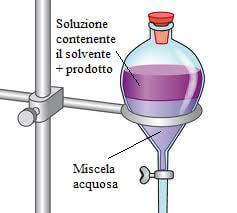 Soluzione
contenente
il solvente
+ prodotto
Miscela
acquosa